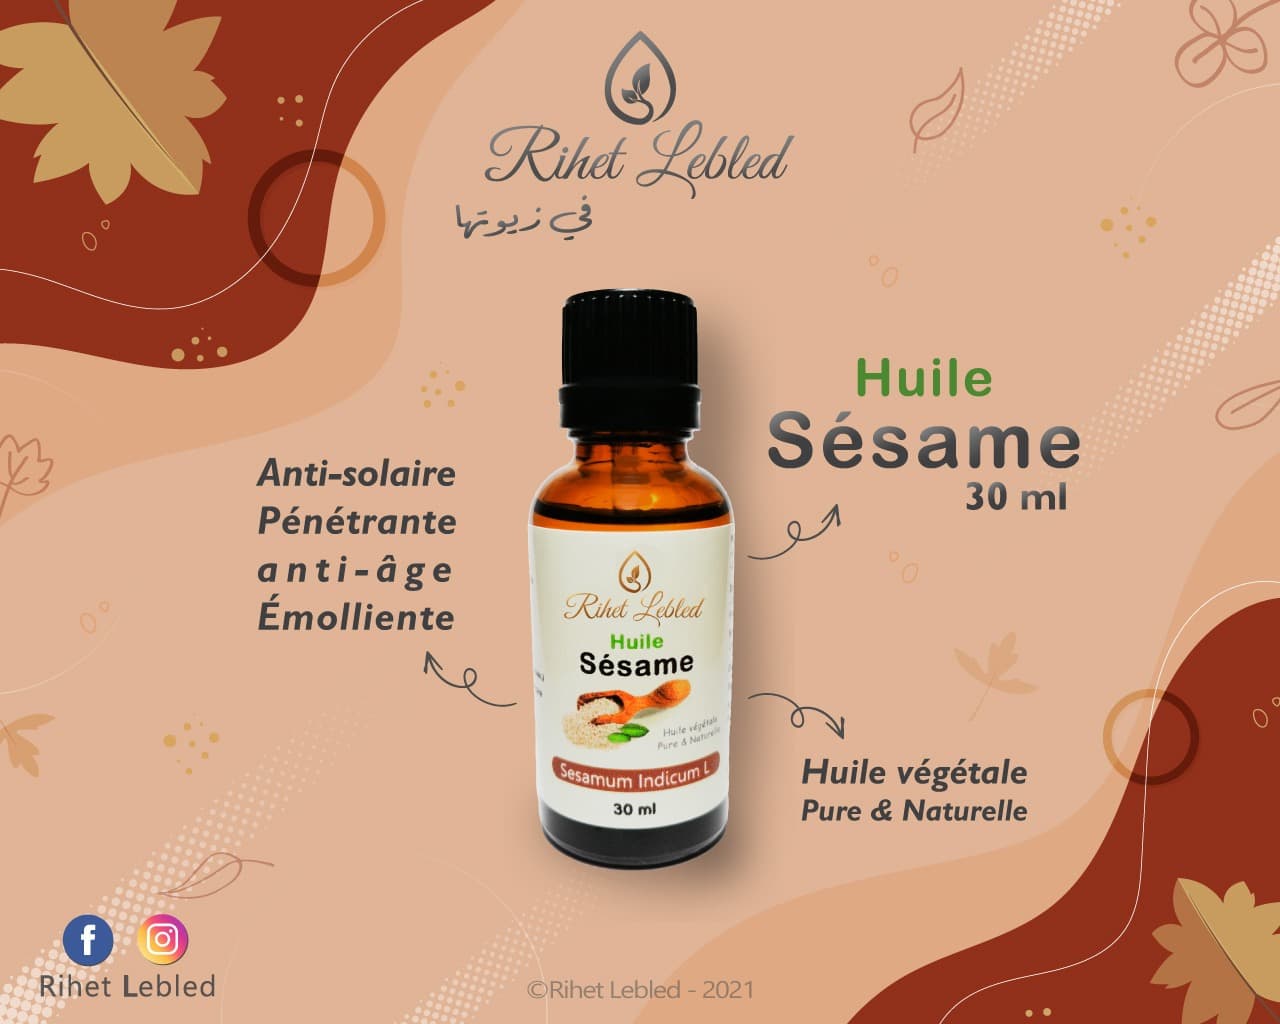 Rihet Lebled
في زيوتها
Huile
Sésame
30 ml
Anti-solaire
Pénétrante
anti-âge
Émolliente
Rihet Lebled
Huile
Sésame
Huile végétale
Pure & Naturelle
Sesamum Indicum L
30 ml
Huile végétale
Pure & Naturelle
Rihet Lebled
©Rihet Lebled - 2021